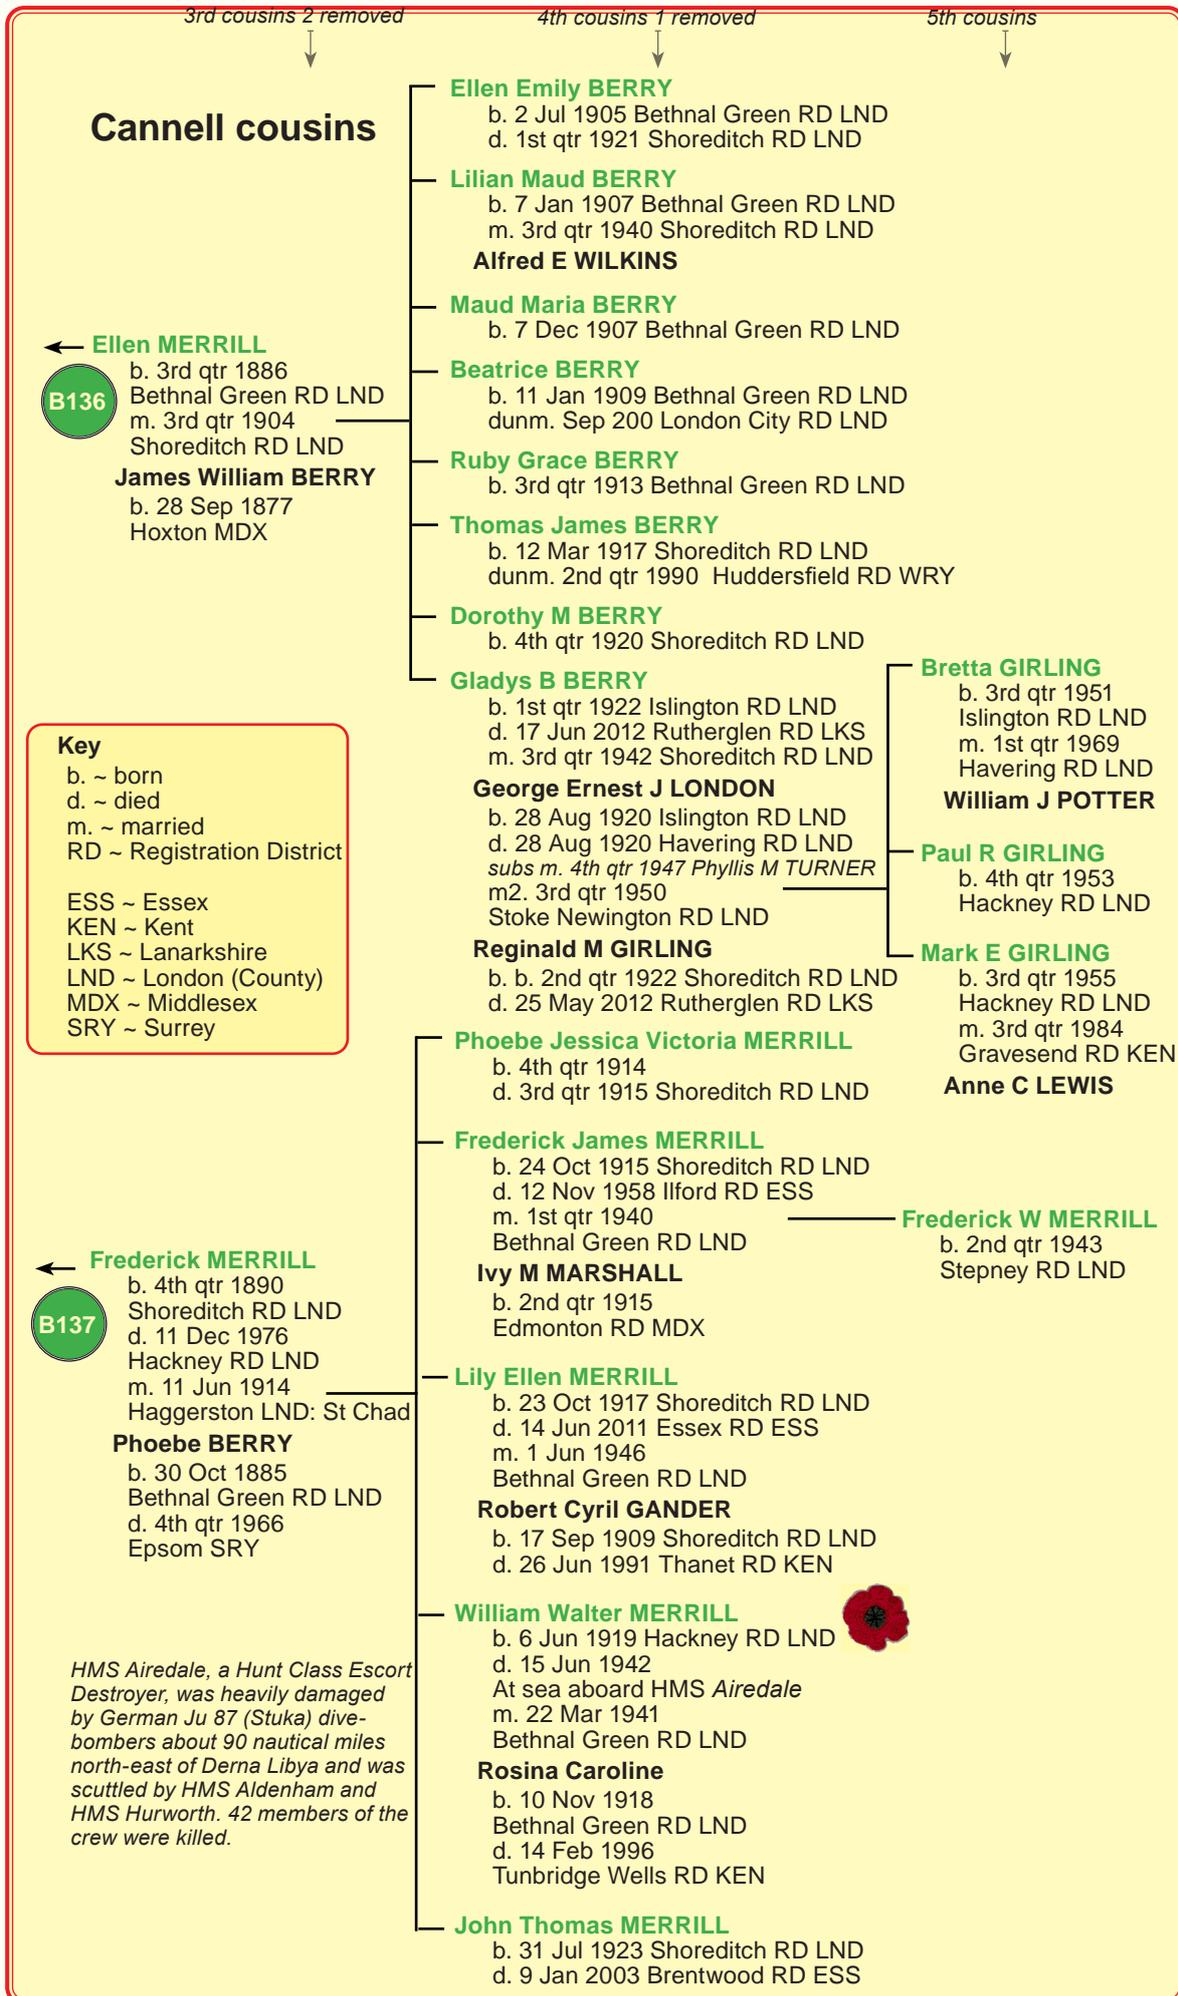 3rd cousins 2 removed
4th cousins 1 removed
5th cousins
Cannell cousins
Ellen MERRILL
B136
b. 3rd qtr 1886
Bethnal Green RD LND
m. 3rd qtr 1904
Shoreditch RD LND
James William BERRY
b. 28 Sep 1877
Hoxton MDX
Ellen Emily BERRY
b. 2 Jul 1905 Bethnal Green RD LND
d. 1st qtr 1921 Shoreditch RD LND
Lilian Maud BERRY
b. 7 Jan 1907 Bethnal Green RD LND
m. 3rd qtr 1940 Shoreditch RD LND
Alfred E WILKINS
Maud Maria BERRY
b. 7 Dec 1907 Bethnal Green RD LND
Beatrice BERRY
b. 11 Jan 1909 Bethnal Green RD LND
dunm. Sep 200 London City RD LND
Ruby Grace BERRY
b. 3rd qtr 1913 Bethnal Green RD LND
Thomas James BERRY
b. 12 Mar 1917 Shoreditch RD LND
dunm. 2nd qtr 1990  Huddersfield RD WRY
Dorothy M BERRY
b. 4th qtr 1920 Shoreditch RD LND
Gladys B BERRY
b. 1st qtr 1922 Islington RD LND
d. 17 Jun 2012 Rutherglen RD LKS
m. 3rd qtr 1942 Shoreditch RD LND
George Ernest J LONDON
b. 28 Aug 1920 Islington RD LND
d. 28 Aug 1920 Havering RD LND
subs m. 4th qtr 1947 Phyllis M TURNER
m2. 3rd qtr 1950
Stoke Newington RD LND
Reginald M GIRLING
b. b. 2nd qtr 1922 Shoreditch RD LND
d. 25 May 2012 Rutherglen RD LKS
Bretta GIRLING
b. 3rd qtr 1951
Islington RD LND
m. 1st qtr 1969
Havering RD LND
William J POTTER
Paul R GIRLING
b. 4th qtr 1953
Hackney RD LND
Mark E GIRLING
b. 3rd qtr 1955
Hackney RD LND
m. 3rd qtr 1984
Gravesend RD KEN
Anne C LEWIS
Key
b. ~ born
d. ~ died
m. ~ married
RD ~ Registration District
ESS ~ Essex
KEN ~ Kent
LKS ~ Lanarkshire
LND ~ London (County)
MDX ~ Middlesex
SRY ~ Surrey
Frederick MERRILL
B137
b. 4th qtr 1890
Shoreditch RD LND
d. 11 Dec 1976
Hackney RD LND
m. 11 Jun 1914
Haggerston LND: St Chad
Phoebe BERRY
b. 30 Oct 1885
Bethnal Green RD LND
d. 4th qtr 1966
Epsom SRY
Phoebe Jessica Victoria MERRILL
b. 4th qtr 1914
d. 3rd qtr 1915 Shoreditch RD LND
Frederick James MERRILL
b. 24 Oct 1915 Shoreditch RD LND
d. 12 Nov 1958 Ilford RD ESS
m. 1st qtr 1940
Bethnal Green RD LND
Ivy M MARSHALL
b. 2nd qtr 1915
Edmonton RD MDX
Frederick W MERRILL
b. 2nd qtr 1943
Stepney RD LND
Lily Ellen MERRILL
b. 23 Oct 1917 Shoreditch RD LND
d. 14 Jun 2011 Essex RD ESS
m. 1 Jun 1946
Bethnal Green RD LND
Robert Cyril GANDER
b. 17 Sep 1909 Shoreditch RD LND
d. 26 Jun 1991 Thanet RD KEN
William Walter MERRILL
b. 6 Jun 1919 Hackney RD LND
d. 15 Jun 1942
At sea aboard HMS Airedale
m. 22 Mar 1941
Bethnal Green RD LND
Rosina Caroline
b. 10 Nov 1918
Bethnal Green RD LND
d. 14 Feb 1996
Tunbridge Wells RD KEN
John Thomas MERRILL
b. 31 Jul 1923 Shoreditch RD LND
d. 9 Jan 2003 Brentwood RD ESS
HMS Airedale, a Hunt Class Escort
Destroyer, was heavily damaged
by German Ju 87 (Stuka) dive-
bombers about 90 nautical miles
north-east of Derna Libya and was
scuttled by HMS Aldenham and
HMS Hurworth. 42 members of the
crew were killed.